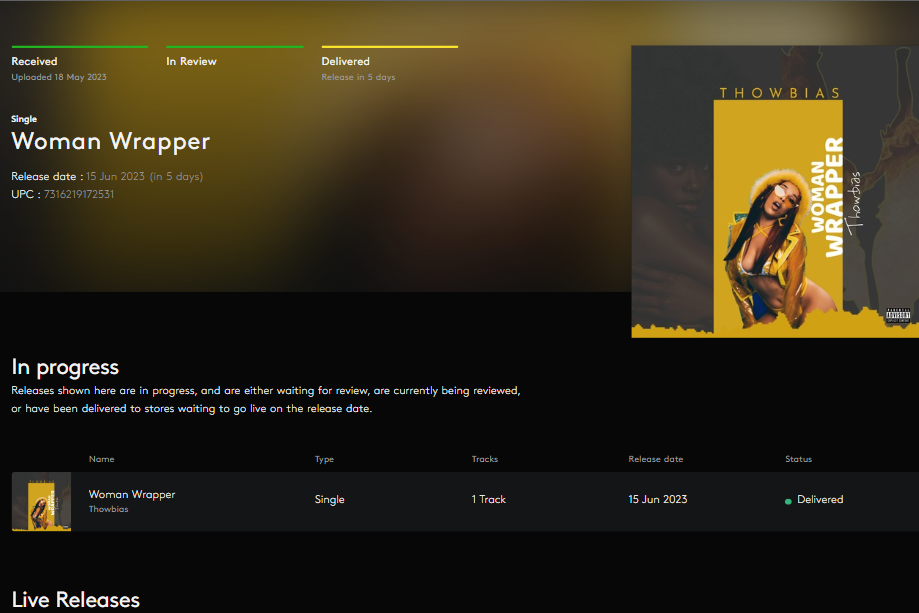 Received
Uploaded 18 May 2023
In Review
Delivered
Release in 5 days
Single
Woman Wrapper
Release date : 15 Jun 2023 (in 5 days)
UPC : 7316219172531
THOWBIAS
WOMAN
WRAPPER
Thowbias
PARENTAL
ADVISORY
EXPLICIT CONTENT
In progress
Releases shown here are in progress, and are either waiting for review, are currently being reviewed,
or have been delivered to stores waiting to go live on the release date.
Name Type Tracks Release date Status
Woman Wrapper
Thowbias
Single
1 Track
15 Jun 2023
Delivered
Live Releases